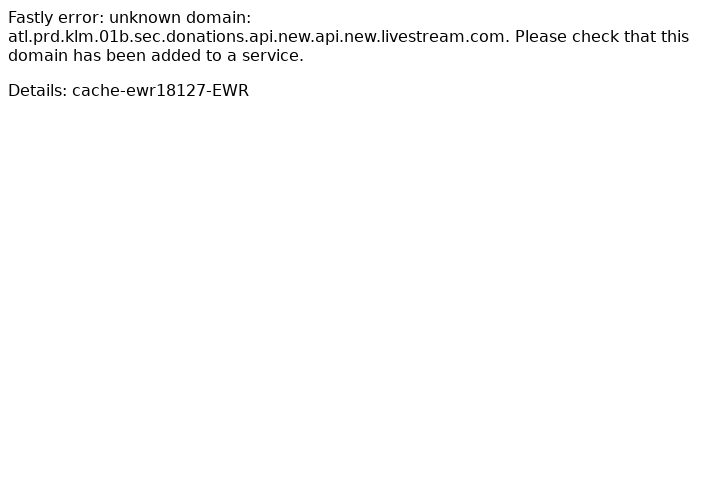 Fastly error: unknown domain:
atl.prd.klm.01b.sec.donations.api.new.api.new.livestream.com. Please check that this
domain has been added to a service.
Details: cache-ewr18127-EWR